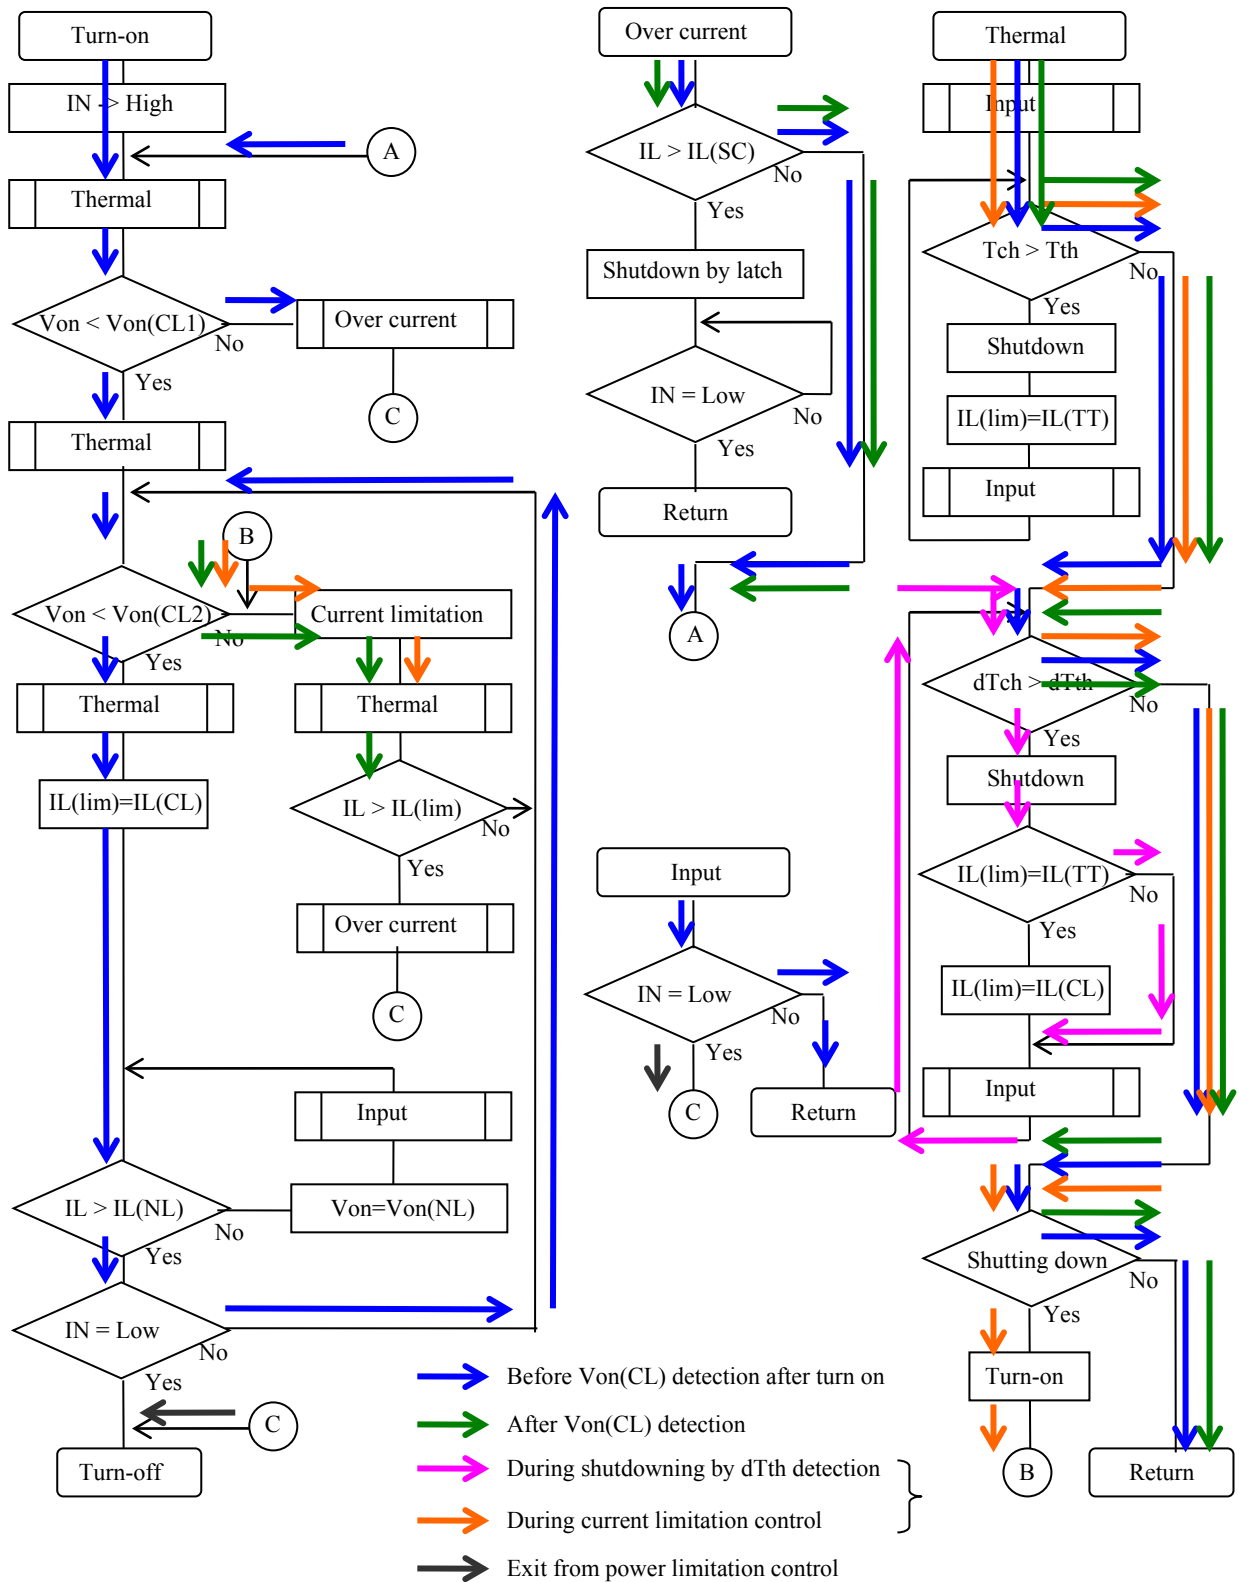 Turn-on
IN -> High
A
Thermal
Von < Von(CL1)
No
Yes
Over current
C
Thermal
B
Von < Von(CL2)
No
Yes
Current limitation
Thermal
Thermal
IL(lim)=IL(CL)
IL > IL(lim)
No
Yes
Over current
C
Input
IL > IL(NL)
No
Yes
Von=Von(NL)
IN = Low
No
Yes
C
Turn-off
Over current
IL > IL(SC)
No
Yes
Shutdown by latch
IN = Low
No
Yes
Return
A
Input
IN = Low
No
Yes
C
Return
Thermal
Input
Tch > Tth
No
Yes
Shutdown
IL(lim)=IL(TT)
Input
dTch > dTth
No
Yes
Shutdown
IL(lim)=IL(TT)
No
Yes
IL(lim)=IL(CL)
Input
Shutting down
No
Yes
Turn-on
B
Return
Before Von(CL) detection after turn on
After Von(CL) detection
During shutdowning by dTth detection
During current limitation control
Exit from power limitation control